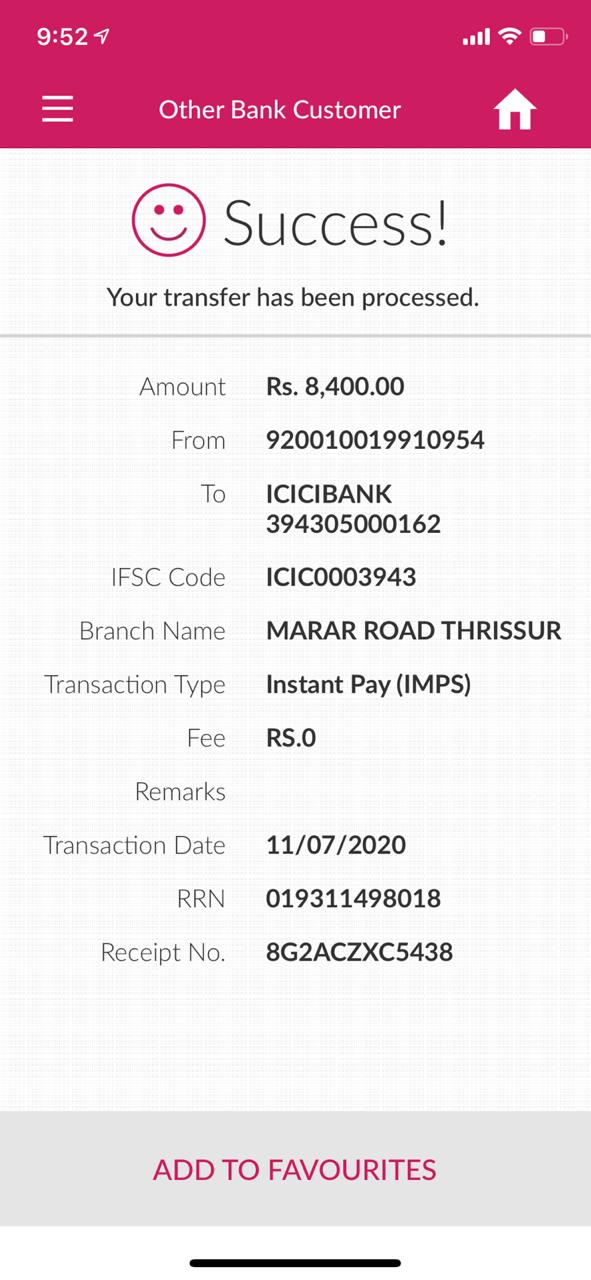 9:52
Other Bank Customer
Success!
Your transfer has been processed.
Amount Rs. 8,400.00
From 920010019910954
To ICICIBANK
394305000162
IFSC Code ICIC0003943
Branch Name MARAR ROAD THRISSUR
Transaction Type Instant Pay (IMPS)
Fee RS.0
Remarks
Transaction Date 11/07/2020
RRN 019311498018
Receipt No. 8G2ACZXC5438
ADD TO FAVOURITES